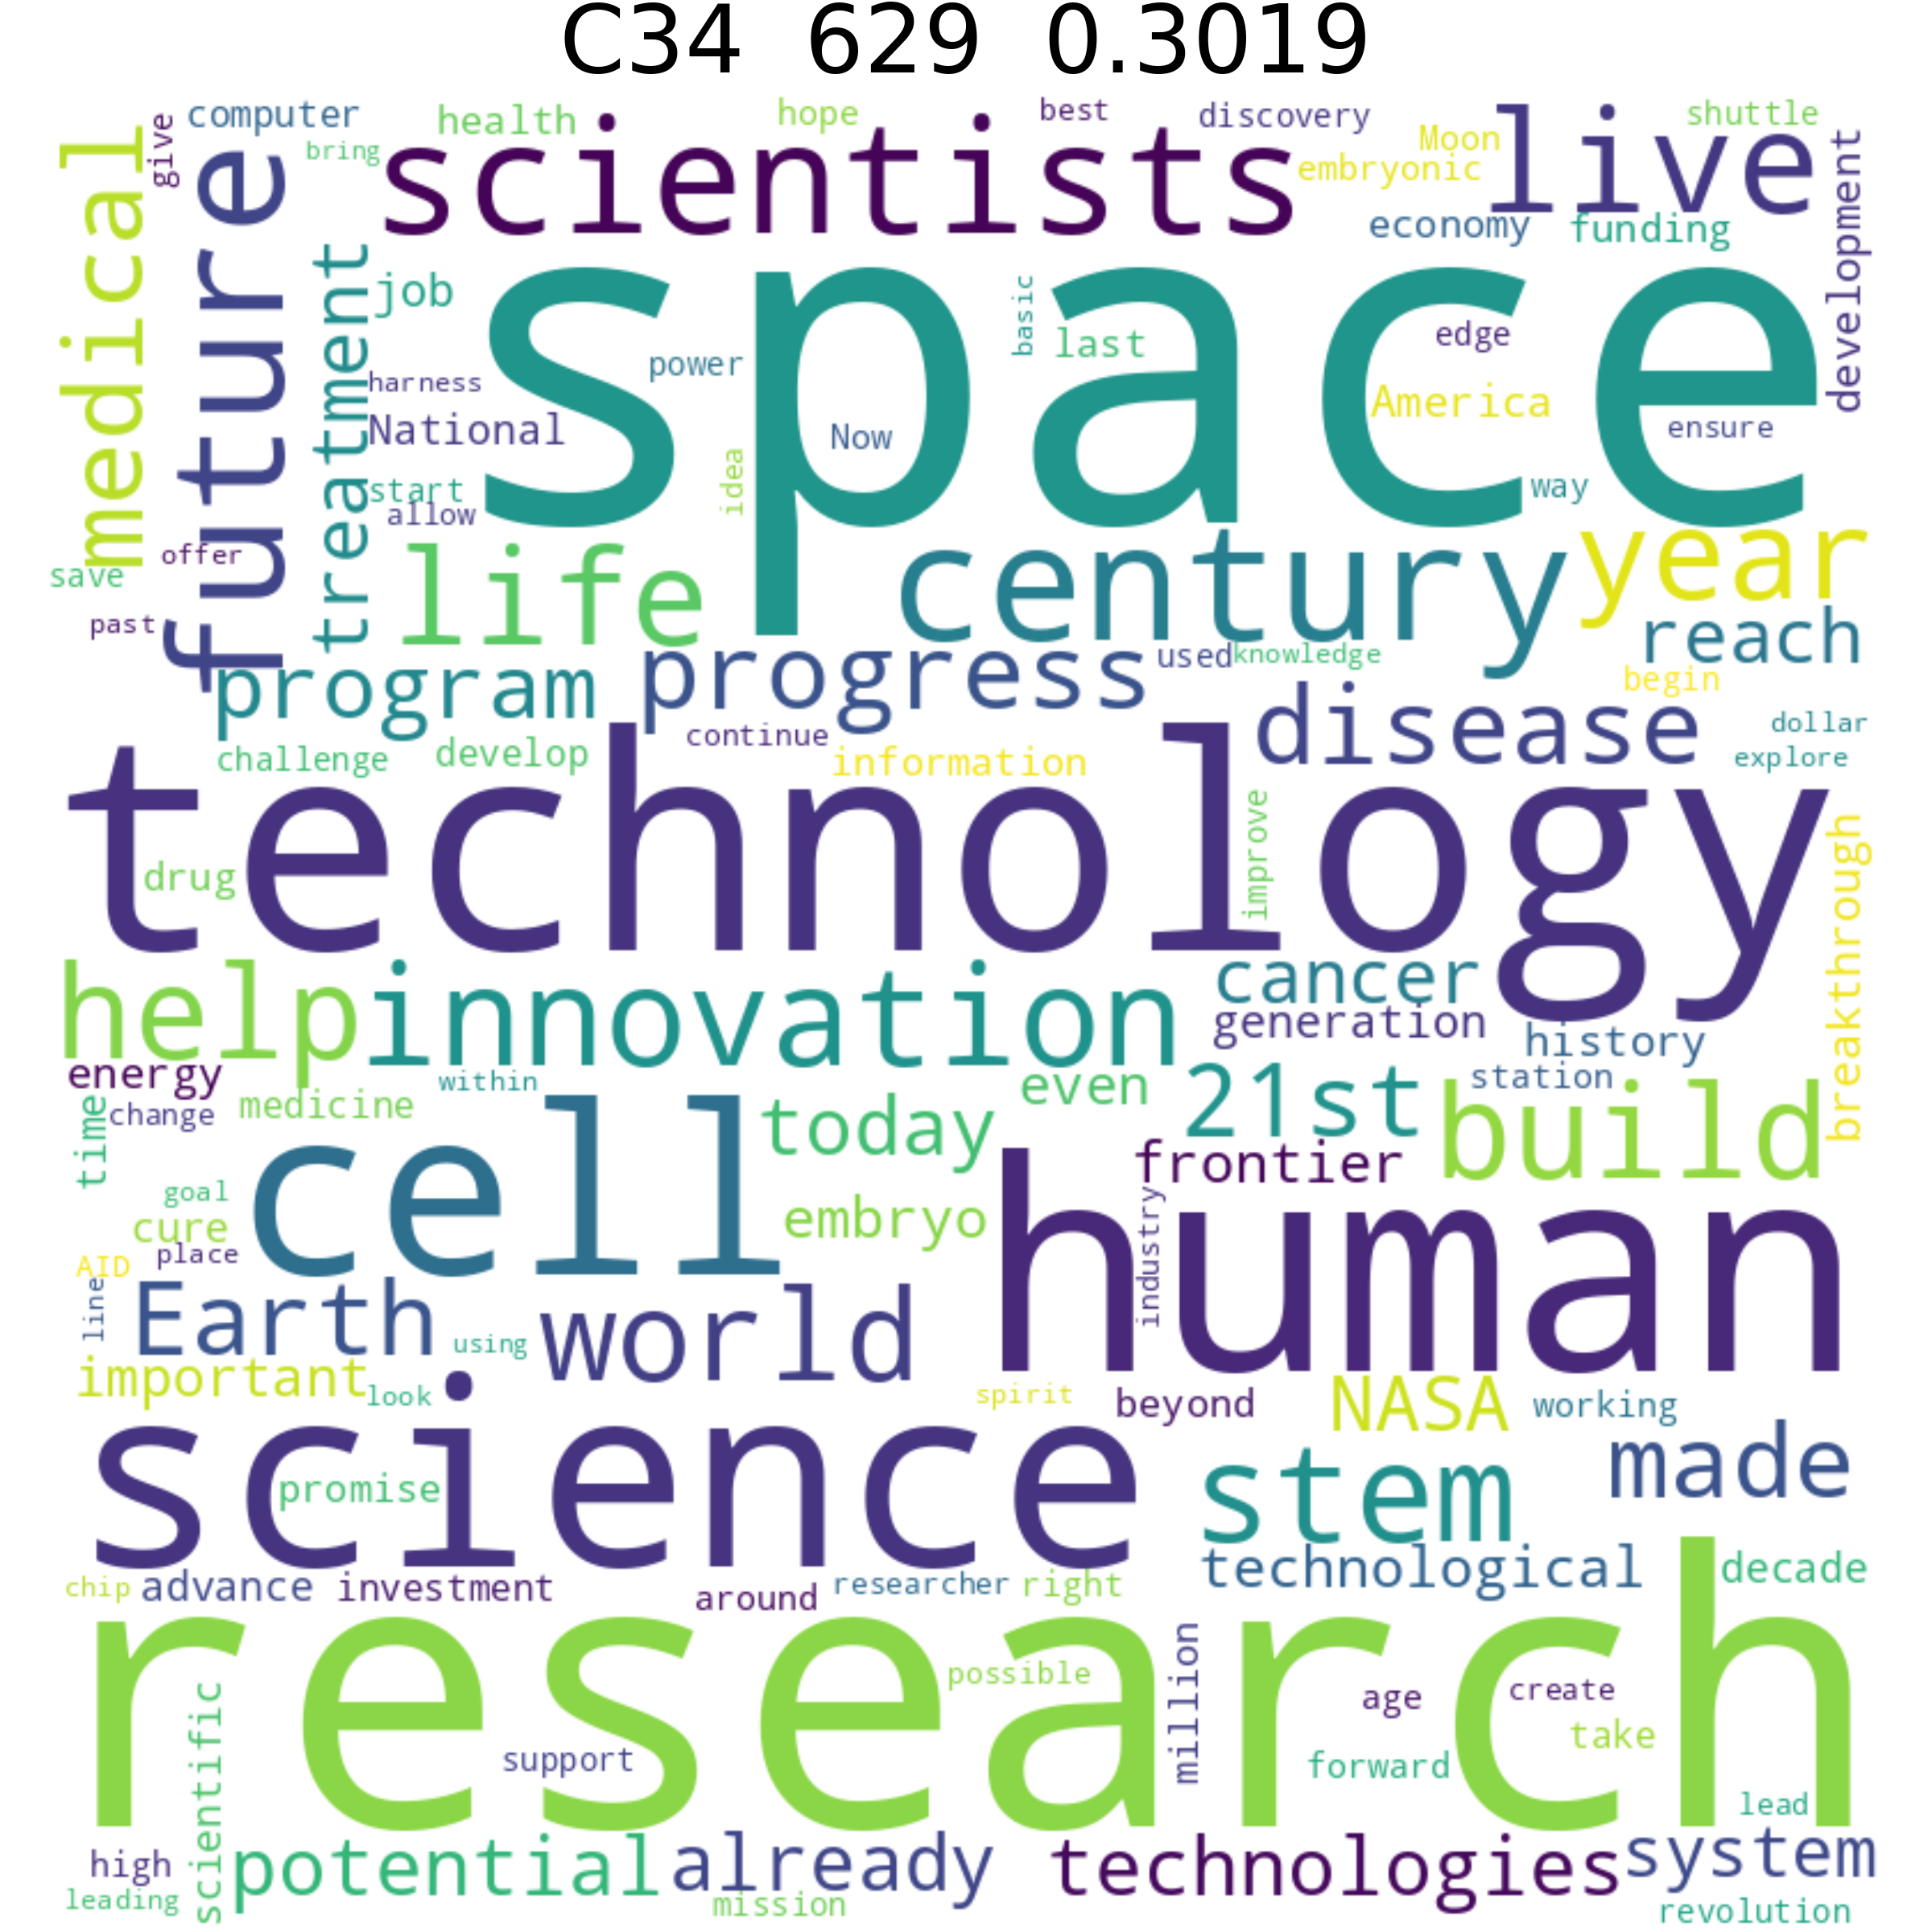 C34 629 0.3019
computer
give
bring
health
hope
best
discovery
Moon
embryonic
shuttle
scientists
live
medical
future
development
economy
funding
treatment
job
space
basic
last
edge
power
harness
America
National
Now
ensure
idea
start
allow
way
offer
save
past
life
century
year
reach
program
progress
used
knowledge
begin
disease
dollar
explore
challenge
develop
continue
information
technology
drug
improve
breakthrough
help
innovation
cancer
generation
history
energy
within
even
21st
station
build
change
medicine
time
today
frontier
cell
human
goal
cure
embryo
industry
place
AID
line
Earth
using
world
important
look
spirit
beyond
NASA
working
science
promise
stem
made
technological
decade
chip
advance
investment
around
researcher
right
research
possible
million
age
create
take
scientific
support
forward
lead
high
leading
potential
already
mission
technologies
system
revolution